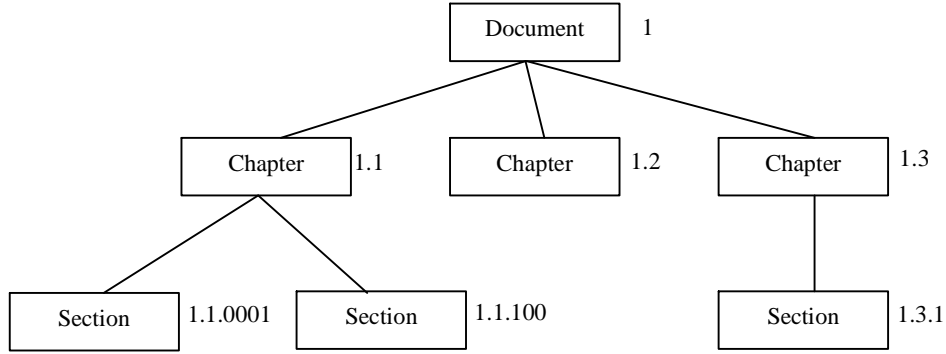 Document 1
Chapter 1.1 Chapter 1.2 Chapter 1.3
Section 1.1.0001 Section 1.1.100 Section 1.3.1